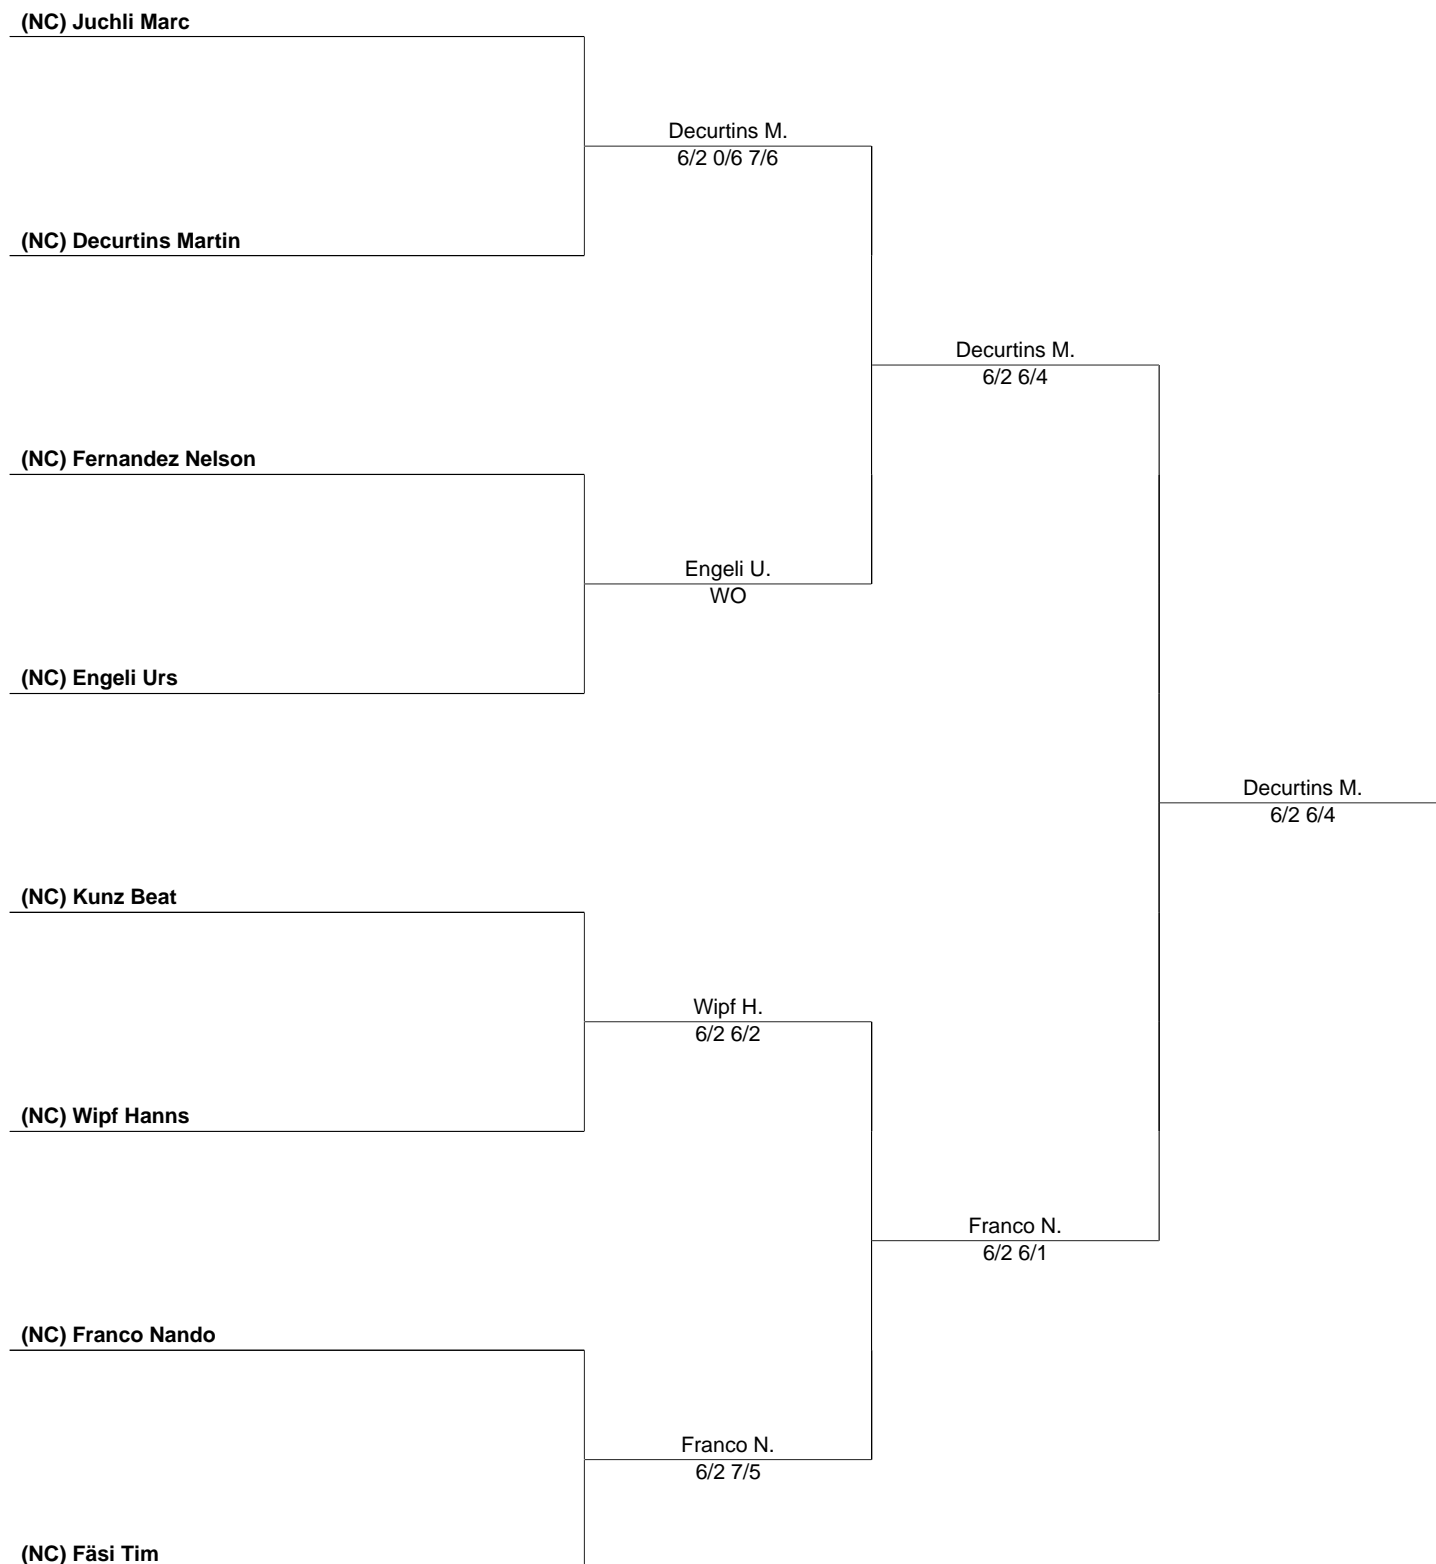 (NC) Juchli Marc
Decurtins M.
6/2 0/6 7/6
(NC) Decurtins Martin
Decurtins M.
6/2 6/4
(NC) Fernandez Nelson
Engeli U.
WO
(NC) Engeli Urs
Decurtins M.
6/2 6/4
(NC) Kunz Beat
Wipf H.
6/2 6/2
(NC) Wipf Hanns
Franco N.
6/2 6/1
(NC) Franco Nando
Franco N.
6/2 7/5
(NC) Fäsi Tim